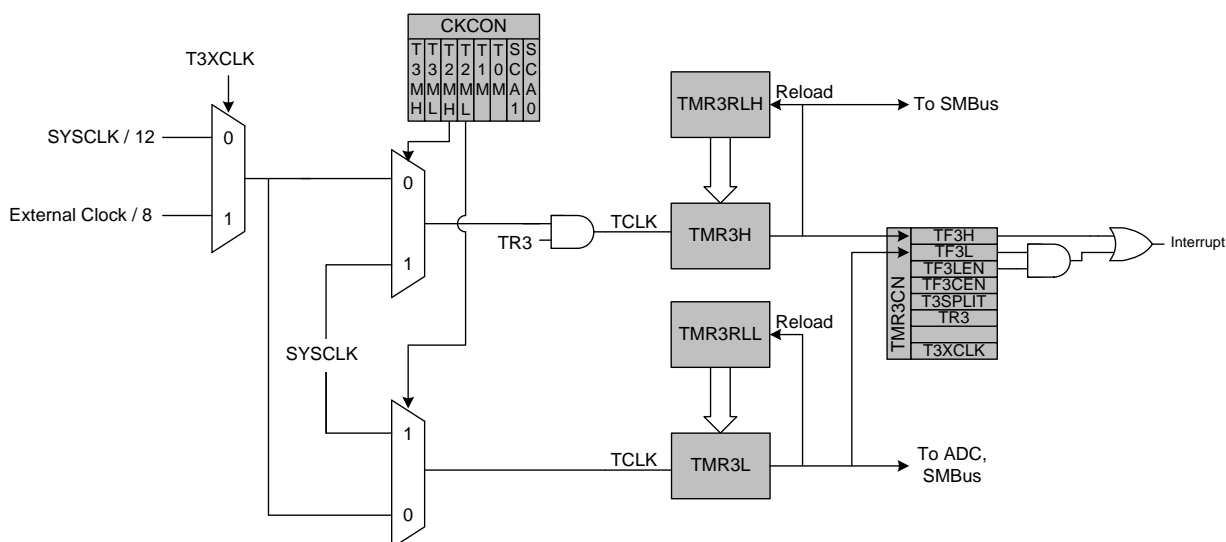 CKCON
T3MH
T3ML
T2MH
T2ML
T1M
T0M
SCA1
SCA0
T3XCLK
SYSCLK / 12
0
External Clock / 8
1
0
1
SYSCLK
1
0
TR3
TCLK
TMR3RLH
Reload
To SMBus
TMR3H
TMR3CN
TF3H
TF3L
TF3LEN
TF3CEN
T3SPLIT
TR3
T3XCLK
Interrupt
TMR3RLL
Reload
TCLK
TMR3L
To ADC,
SMBus